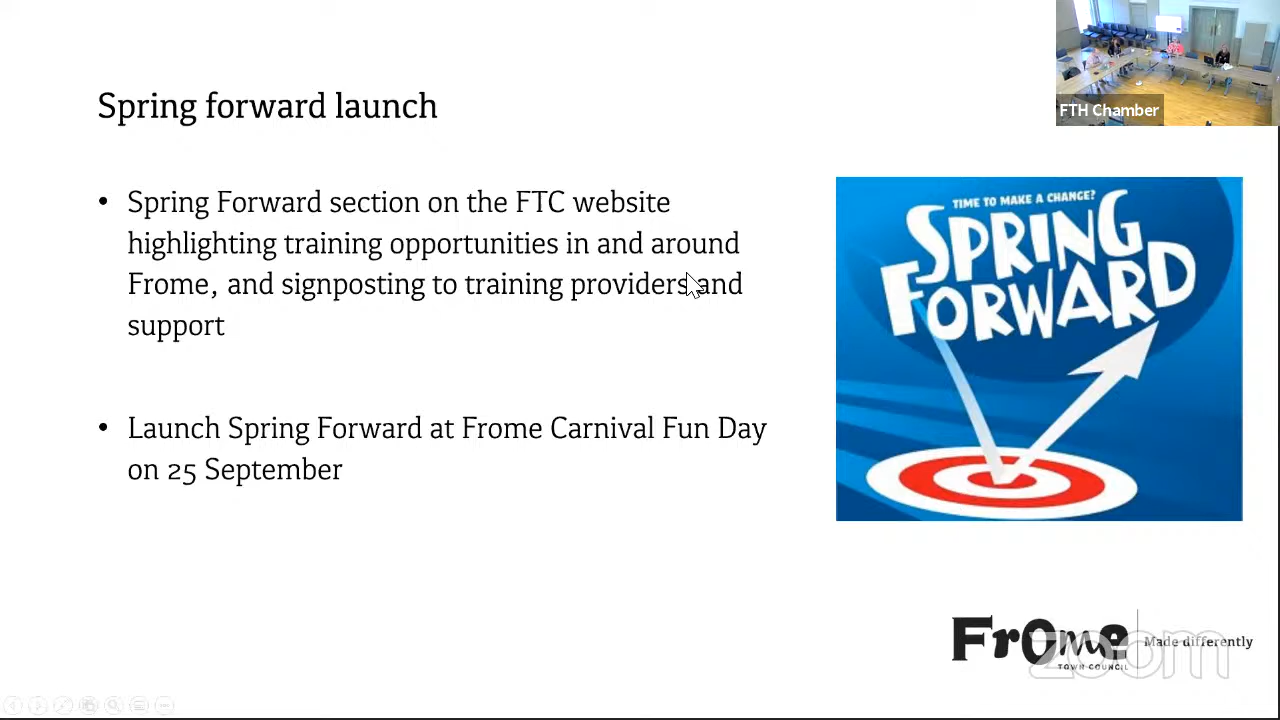 Spring forward launch
FTH Chamber
• Spring Forward section on the FTC website
highlighting training opportunities in and around
Frome, and signposting to training providers and
support
• Launch Spring Forward at Frome Carnival Fun Day
on 25 September
TIME TO MAKE A CHANGE?
SPRING
FORWARD
Frome
TOWN COUNCIL
Made differently
zoom